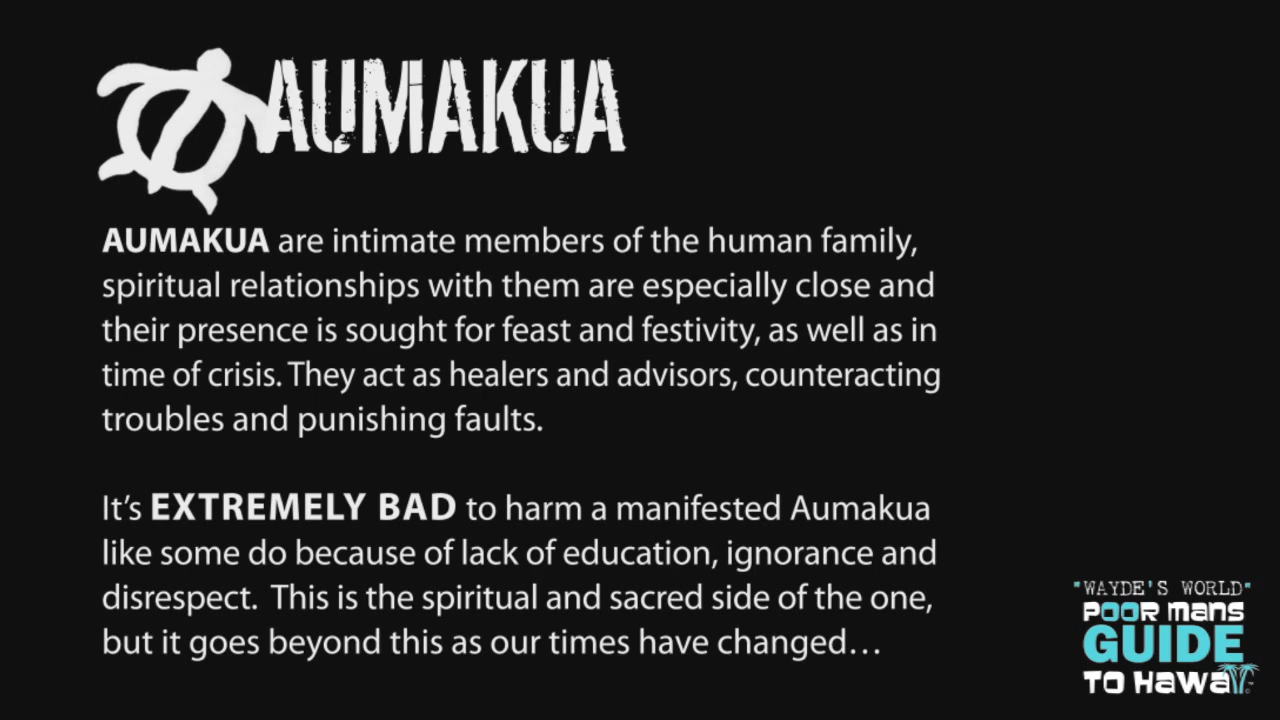 AUMAKUA
AUMAKUA are intimate members of the human family,
spiritual relationships with them are especially close and
their presence is sought for feast and festivity, as well as in
time of crisis. They act as healers and advisors, counteracting
troubles and punishing faults.
It’s EXTREMELY BAD to harm a manifested Aumakua
like some do because of lack of education, ignorance and
disrespect.  This is the spiritual and sacred side of the one,
but it goes beyond this as our times have changed…
"WAYDE'S WORLD"
POOR mans
GUIDE
TO Hawaii